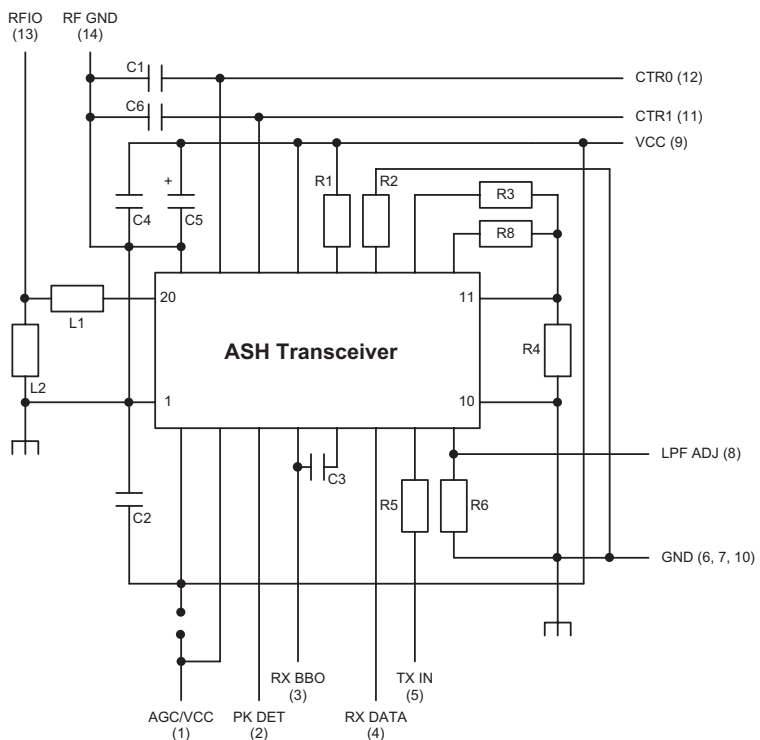 RFIO
(13)
RF GND
(14)
C1
CTR0 (12)
C6
CTR1 (11)
VCC (9)
R1
R2
R3
+
C4
C5
R8
20
11
L1
ASH Transceiver
R4
L2
1
10
LPF ADJ (8)
C3
C2
R5
R6
GND (6, 7, 10)
RX BBO
(3)
TX IN
(5)
AGC/VCC
(1)
PK DET
(2)
RX DATA
(4)